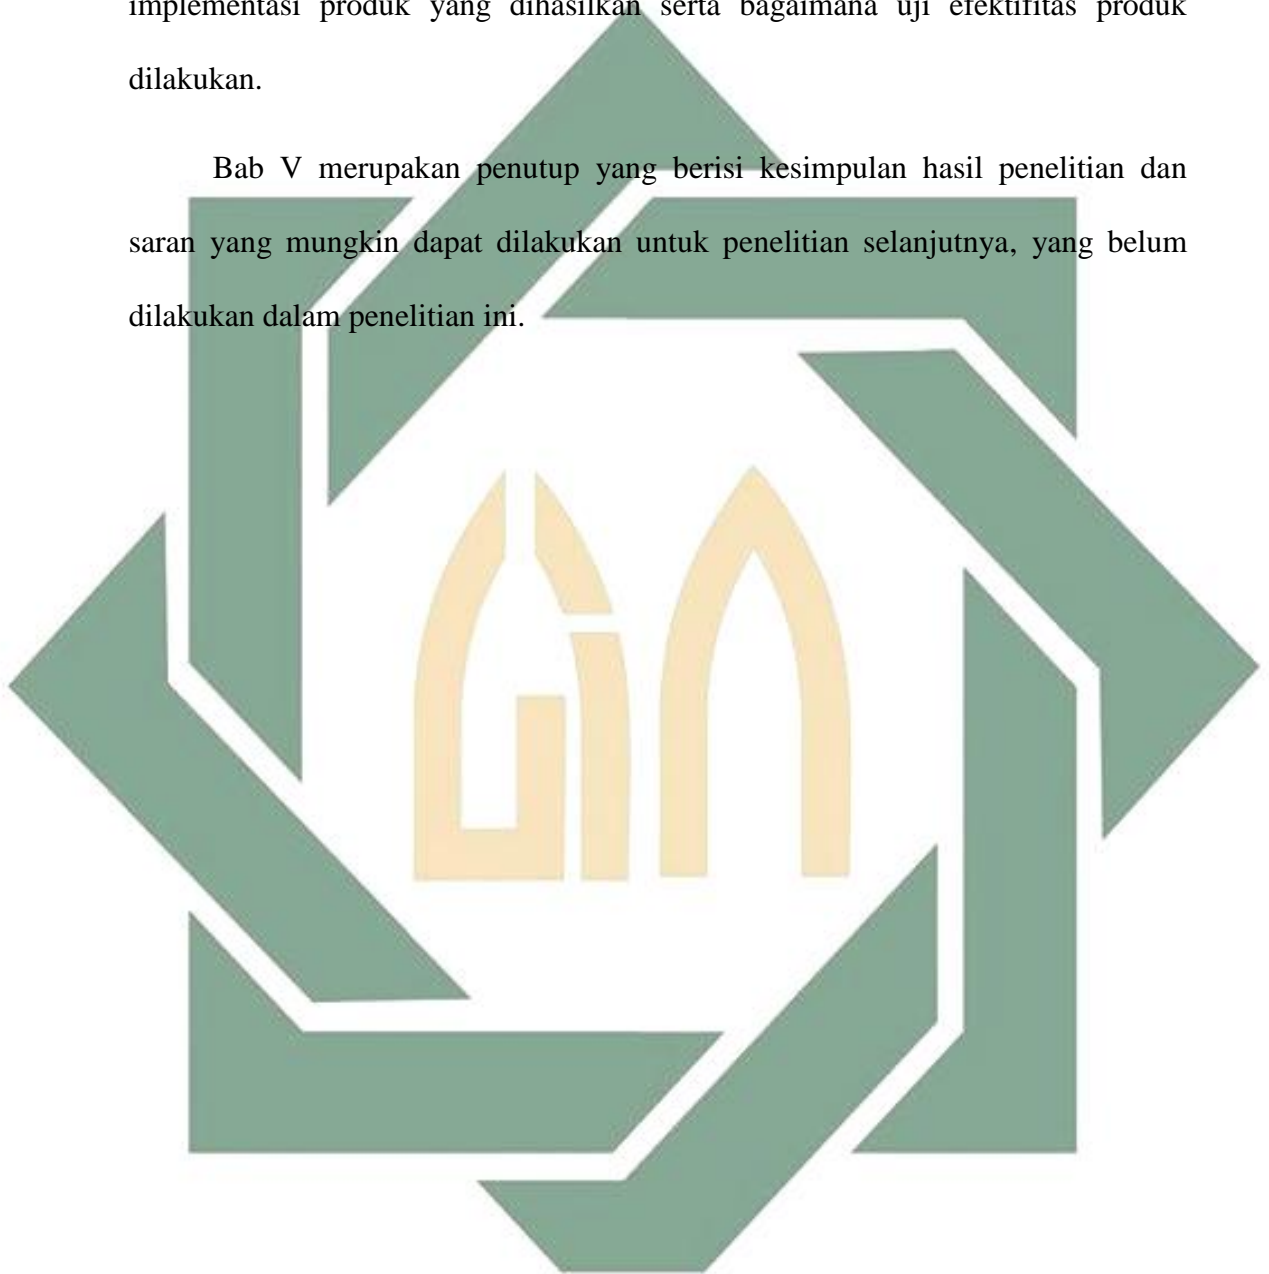 implementasi produk yang dihasilkan serta bagaimana uji efektifitas produk
dilakukan.
Bab V merupakan penutup yang berisi kesimpulan hasil penelitian dan
saran yang mungkin dapat dilakukan untuk penelitian selanjutnya, yang belum
dilakukan dalam penelitian ini.
UIN